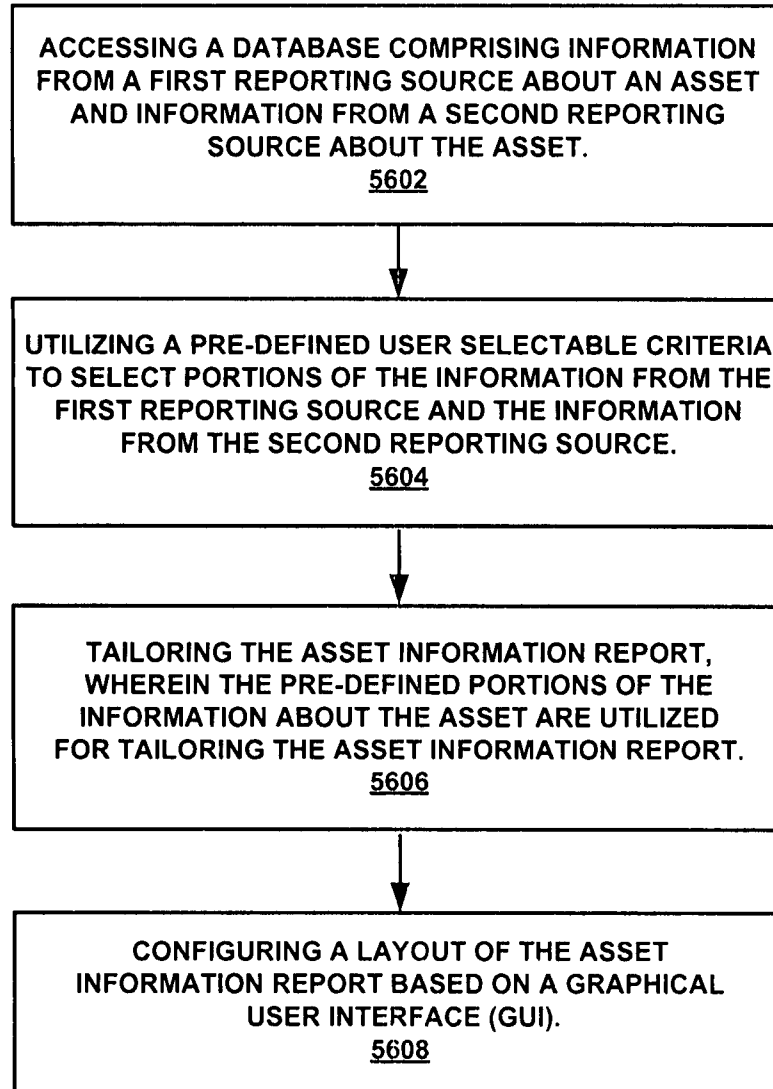 ACCESSING A DATABASE COMPRISING INFORMATION
FROM A FIRST REPORTING SOURCE ABOUT AN ASSET
AND INFORMATION FROM A SECOND REPORTING
SOURCE ABOUT THE ASSET.
5602
UTILIZING A PRE-DEFINED USER SELECTABLE CRITERIA
TO SELECT PORTIONS OF THE INFORMATION FROM THE
FIRST REPORTING SOURCE AND THE INFORMATION
FROM THE SECOND REPORTING SOURCE.
5604
TAILORING THE ASSET INFORMATION REPORT,
WHEREIN THE PRE-DEFINED PORTIONS OF THE
INFORMATION ABOUT THE ASSET ARE UTILIZED
FOR TAILORING THE ASSET INFORMATION REPORT.
5606
CONFIGURING A LAYOUT OF THE ASSET
INFORMATION REPORT BASED ON A GRAPHICAL
USER INTERFACE (GUI).
5608